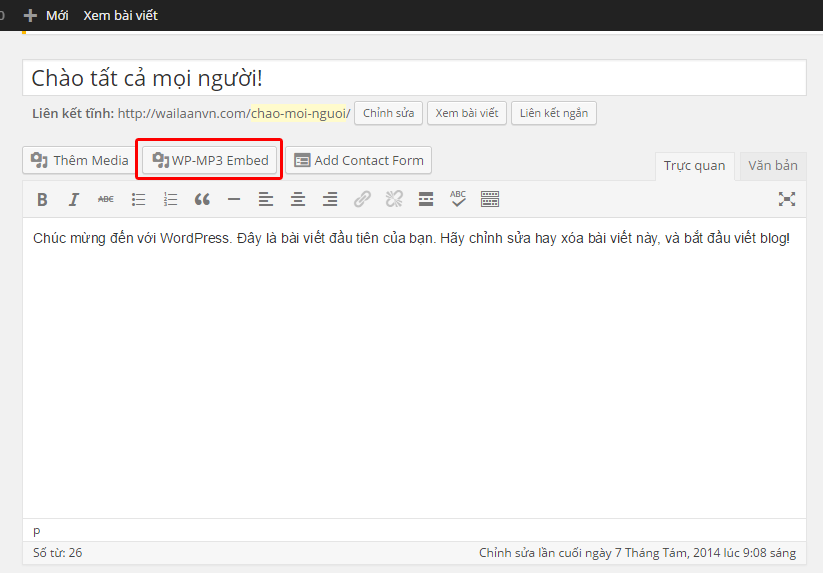 Mới Xem bài viết
Chào tất cả mọi người!
Liên kết tĩnh: http://wailaanvn.com/chao-moi-nguoi/ Chỉnh sửa Xem bài viết Liên kết ngắn
Thêm Media WP-MP3 Embed Add Contact Form Trực quan Văn bản
B I ABC ABC
Chúc mừng đến với WordPress. Đây là bài viết đầu tiên của bạn. Hãy chỉnh sửa hay xóa bài viết này, và bắt đầu viết blog!
p
Số từ: 26 Chỉnh sửa lần cuối ngày 7 Tháng Tám, 2014 lúc 9:08 sáng